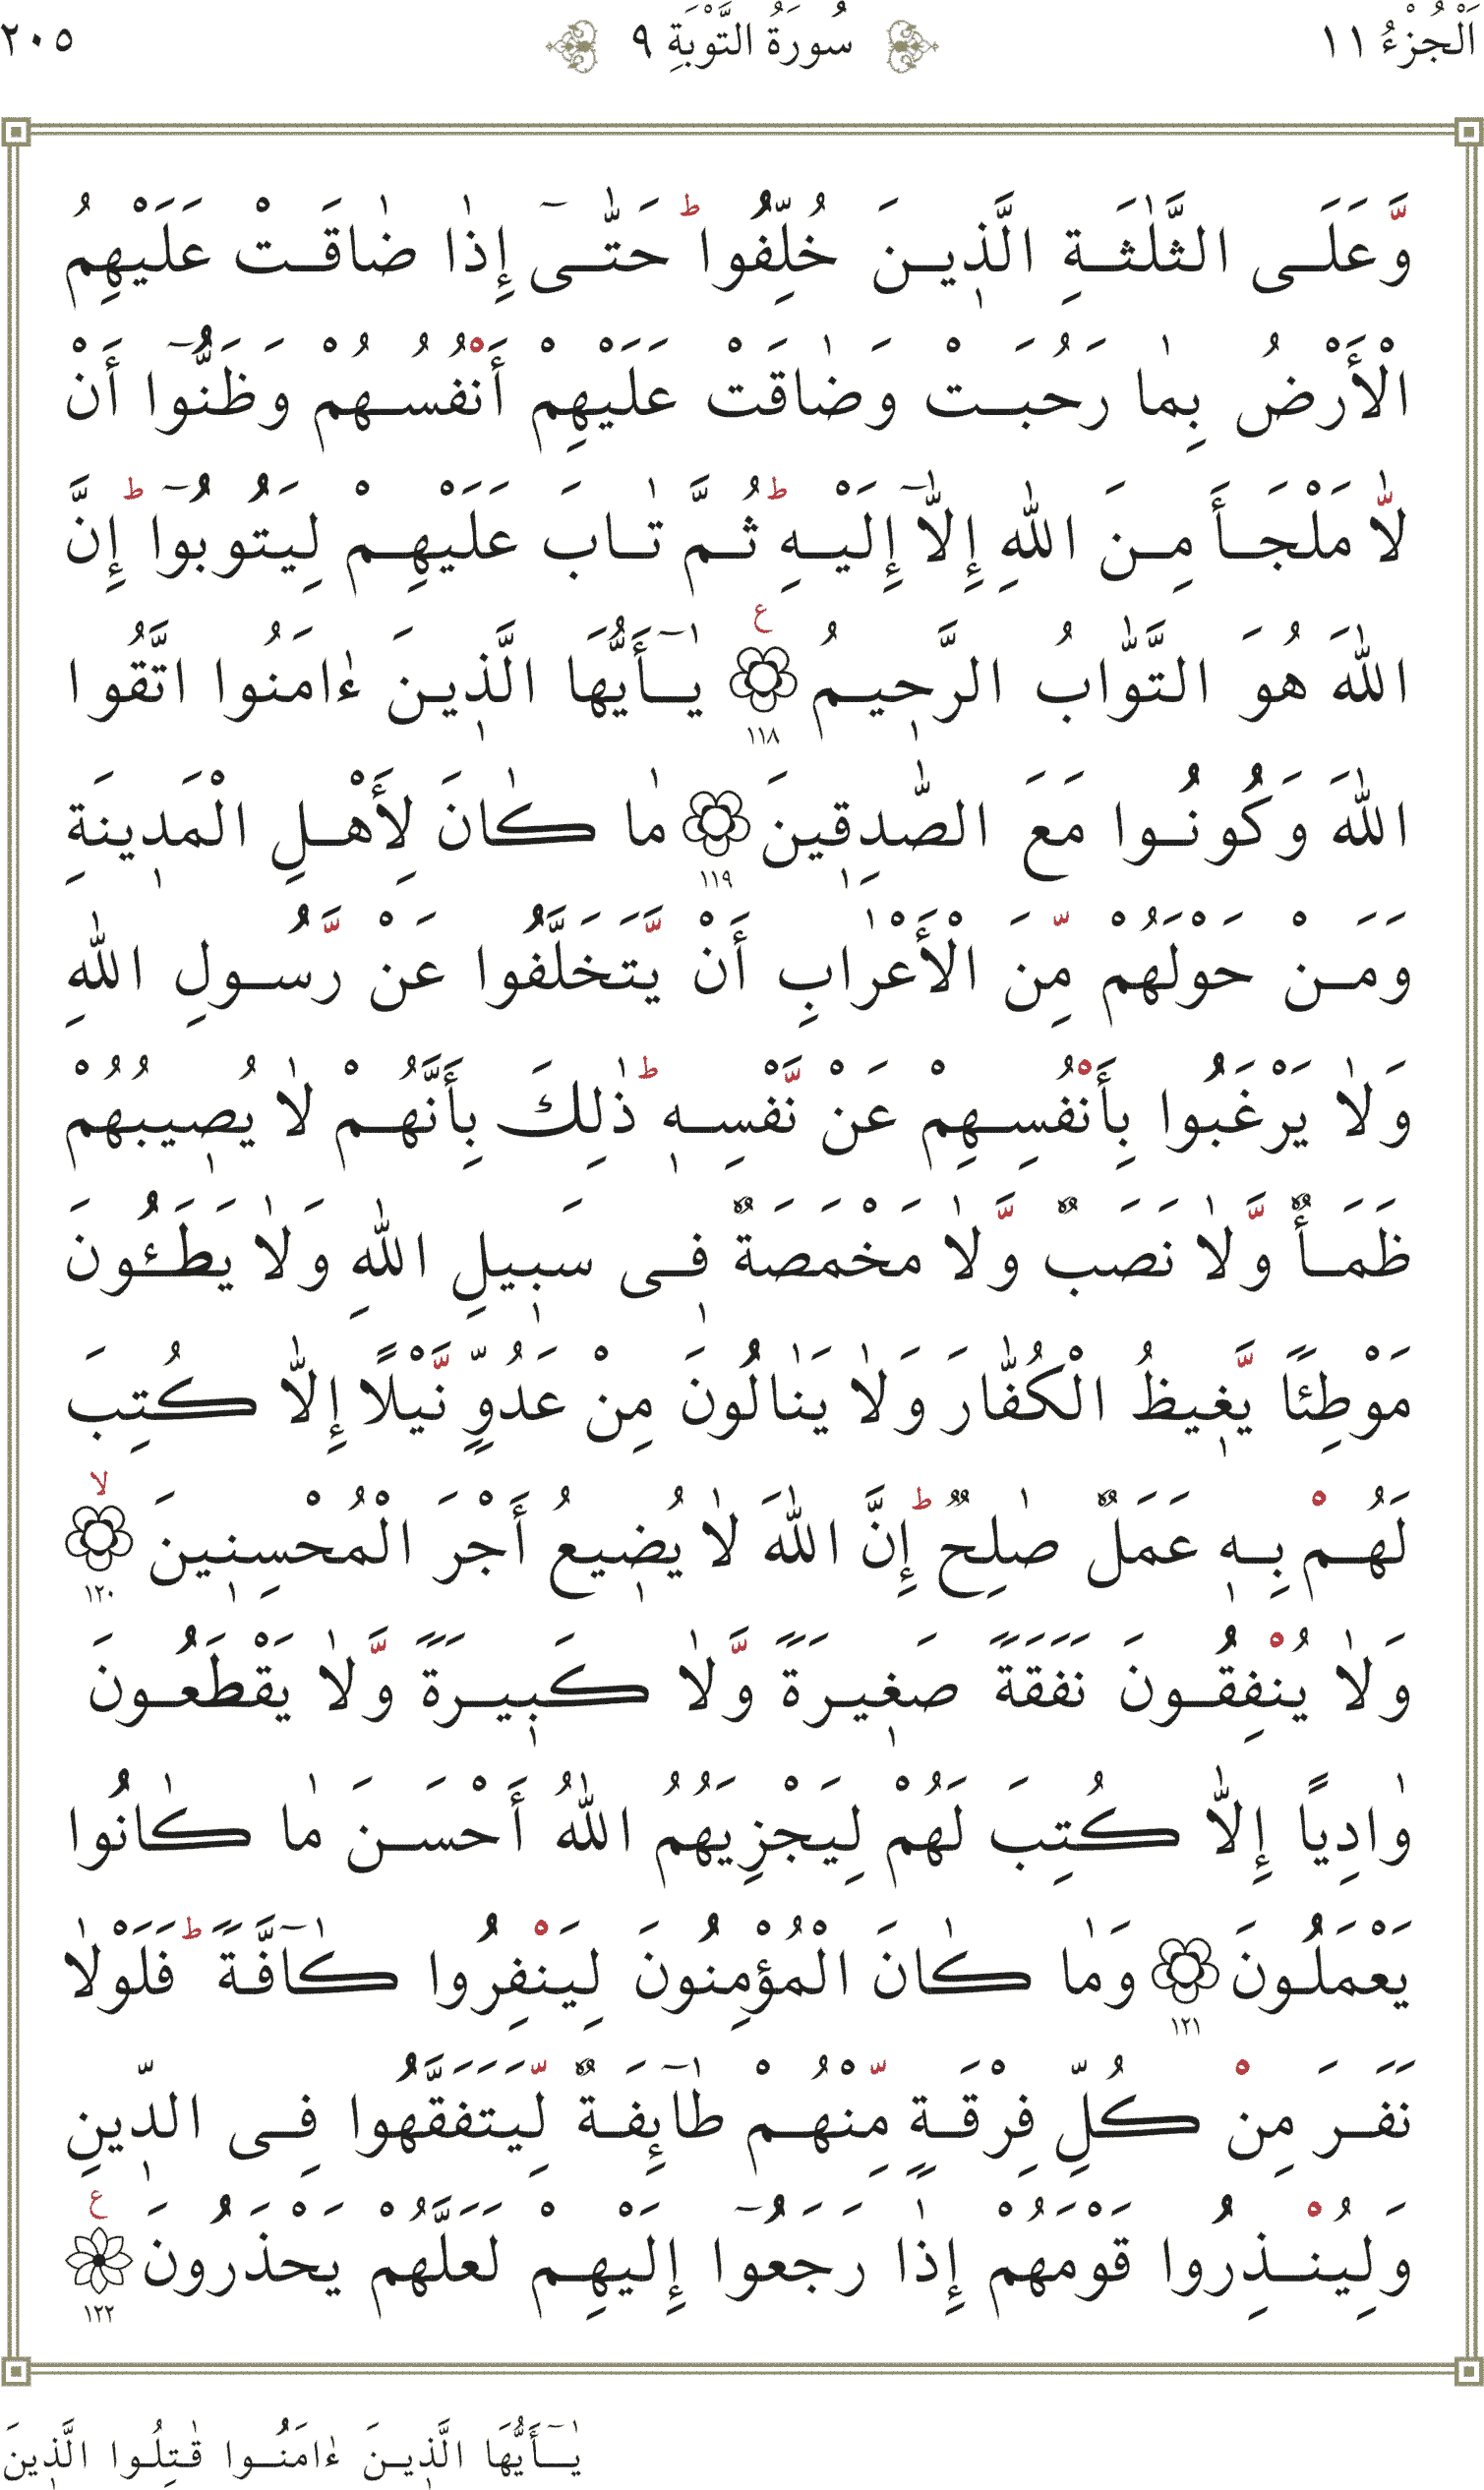 اَلْجُزْءُ ١١ سُورَةُ التَّوْبَةِ ٩ ٢٠٥
وَّعَلَى الثَّلٰثَةِ الَّذٖينَ خُلِّفُوا ۜط حَتّٰىٓ إِذٰا ضٰاقَتْ عَلَيْهِمُ
الْأَرْضُ بِمٰا رَحُبَتْ وَضٰاقَتْ عَلَيْهِمْ أَنْفُسُهُمْ وَظَنُّوٓا أَنْ
لّٰا مَلْجَأَ مِنَ اللّٰهِ إِلّٰآ إِلَيْهِ ط ثُمَّ تٰابَ عَلَيْهِمْ لِيَتُوبُوٓا ط إِنَّ
اللّٰهَ هُوَ التَّوّٰابُ الرَّحٖيمُ ع ١١٨ يٰٓأَيُّهَا الَّذٖينَ ءٰامَنُوا اتَّقُوا
اللّٰهَ وَكُونُوا مَعَ الصّٰدِقٖينَ ١١٩ مٰا كٰانَ لِأَهْلِ الْمَدٖينَةِ
وَمَنْ حَوْلَهُمْ مِّنَ الْأَعْرٰابِ أَنْ يَّتَخَلَّفُوا عَنْ رَّسُولِ اللّٰهِ
وَلٰا يَرْغَبُوا بِأَنْفُسِهِمْ عَنْ نَّفْسِهٖ ط ذٰلِكَ بِأَنَّهُمْ لٰا يُصٖيبُهُمْ
ظَمَأٌ وَّلٰا نَصَبٌ وَّلٰا مَخْمَصَةٌ فٖى سَبٖيلِ اللّٰهِ وَلٰا يَطَئُونَ
مَوْطِئًا يَّغٖيظُ الْكُفّٰارَ وَلٰا يَنٰالُونَ مِنْ عَدُوٍّ نَّيْلًا إِلّٰا كُتِبَ
لَهُمْ بِهٖ عَمَلٌ صٰلِحٌ ط إِنَّ اللّٰهَ لٰا يُضٖيعُ أَجْرَ الْمُحْسِنٖينَ لا ١٢٠
وَلٰا يُنْفِقُونَ نَفَقَةً صَغٖيرَةً وَّلٰا كَبٖيرَةً وَّلٰا يَقْطَعُونَ
وٰادِيًا إِلّٰا كُتِبَ لَهُمْ لِيَجْزِيَهُمُ اللّٰهُ أَحْسَنَ مٰا كٰانُوا
يَعْمَلُونَ ١٢١ وَمٰا كٰانَ الْمُؤْمِنُونَ لِيَنْفِرُوا كٰآفَّةً ط فَلَوْلٰا
نَفَرَ مِنْ كُلِّ فِرْقَةٍ مِّنْهُمْ طٰآئِفَةٌ لِّيَتَفَقَّهُوا فِى الدّٖينِ
وَلِيُنْذِرُوا قَوْمَهُمْ إِذٰا رَجَعُوٓا إِلَيْهِمْ لَعَلَّهُمْ يَحْذَرُونَ ع ١٢٢
يٰٓأَيُّهَا الَّذٖينَ ءٰامَنُوا قٰتِلُوا الَّذٖينَ